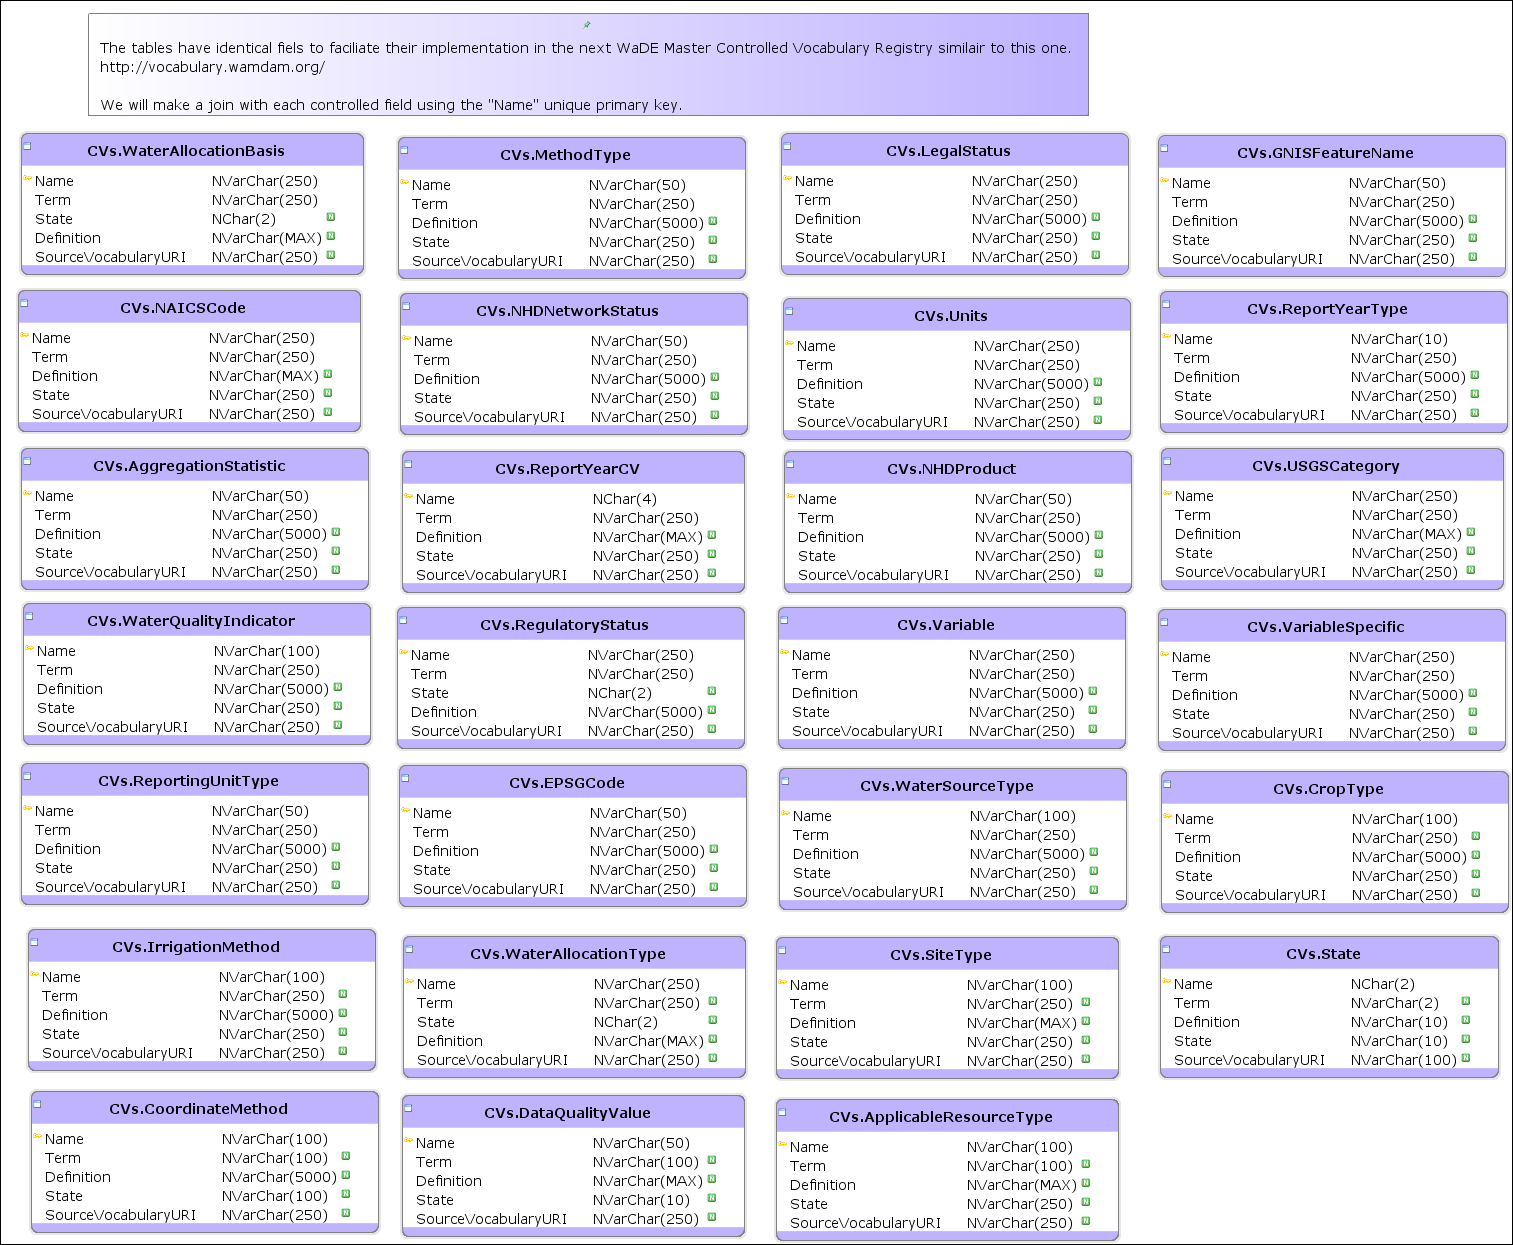 The tables have identical fiels to faciliate their implementation in the next WaDE Master Controlled Vocabulary Registry similair to this one.
http://vocabulary.wamdam.org/
We will make a join with each controlled field using the "Name" unique primary key.
CVs.WaterAllocationBasis
Name NVarChar(250)
Term NVarChar(250)
State NChar(2) N
Definition NVarChar(MAX) N
SourceVocabularyURI NVarChar(250) N
CVs.MethodType
Name NVarChar(50)
Term NVarChar(250)
Definition NVarChar(5000) N
State NVarChar(250) N
SourceVocabularyURI NVarChar(250) N
CVs.LegalStatus
Name NVarChar(250)
Term NVarChar(250)
Definition NVarChar(5000) N
State NVarChar(250) N
SourceVocabularyURI NVarChar(250) N
CVs.GNISFeatureName
Name NVarChar(50)
Term NVarChar(250)
Definition NVarChar(5000) N
State NVarChar(250) N
SourceVocabularyURI NVarChar(250) N
CVs.NAICSCode
Name NVarChar(250)
Term NVarChar(250)
Definition NVarChar(MAX) N
State NVarChar(250) N
SourceVocabularyURI NVarChar(250) N
CVs.NHDNetworkStatus
Name NVarChar(50)
Term NVarChar(250)
Definition NVarChar(5000) N
State NVarChar(250) N
SourceVocabularyURI NVarChar(250) N
CVs.Units
Name NVarChar(250)
Term NVarChar(250)
Definition NVarChar(5000) N
State NVarChar(250) N
SourceVocabularyURI NVarChar(250) N
CVs.ReportYearType
Name NVarChar(10)
Term NVarChar(250)
Definition NVarChar(5000) N
State NVarChar(250) N
SourceVocabularyURI NVarChar(250) N
CVs.AggregationStatistic
Name NVarChar(50)
Term NVarChar(250)
Definition NVarChar(5000) N
State NVarChar(250) N
SourceVocabularyURI NVarChar(250) N
CVs.ReportYearCV
Name NChar(4)
Term NVarChar(250)
Definition NVarChar(MAX) N
State NVarChar(250) N
SourceVocabularyURI NVarChar(250) N
CVs.NHDProduct
Name NVarChar(50)
Term NVarChar(250)
Definition NVarChar(5000) N
State NVarChar(250) N
SourceVocabularyURI NVarChar(250) N
CVs.USGSCategory
Name NVarChar(250)
Term NVarChar(250)
Definition NVarChar(MAX) N
State NVarChar(250) N
SourceVocabularyURI NVarChar(250) N
CVs.WaterQualityIndicator
Name NVarChar(100)
Term NVarChar(250)
Definition NVarChar(5000) N
State NVarChar(250) N
SourceVocabularyURI NVarChar(250) N
CVs.RegulatoryStatus
Name NVarChar(250)
Term NVarChar(250)
State NChar(2) N
Definition NVarChar(5000) N
SourceVocabularyURI NVarChar(250) N
CVs.Variable
Name NVarChar(250)
Term NVarChar(250)
Definition NVarChar(5000) N
State NVarChar(250) N
SourceVocabularyURI NVarChar(250) N
CVs.VariableSpecific
Name NVarChar(250)
Term NVarChar(250)
Definition NVarChar(5000) N
State NVarChar(250) N
SourceVocabularyURI NVarChar(250) N
CVs.ReportingUnitType
Name NVarChar(50)
Term NVarChar(250)
Definition NVarChar(5000) N
State NVarChar(250) N
SourceVocabularyURI NVarChar(250) N
CVs.EPSGCode
Name NVarChar(50)
Term NVarChar(250)
Definition NVarChar(5000) N
State NVarChar(250) N
SourceVocabularyURI NVarChar(250) N
CVs.WaterSourceType
Name NVarChar(100)
Term NVarChar(250)
Definition NVarChar(5000) N
State NVarChar(250) N
SourceVocabularyURI NVarChar(250) N
CVs.CropType
Name NVarChar(100)
Term NVarChar(250) N
Definition NVarChar(5000) N
State NVarChar(250) N
SourceVocabularyURI NVarChar(250) N
CVs.IrrigationMethod
Name NVarChar(100)
Term NVarChar(250) N
Definition NVarChar(5000) N
State NVarChar(250) N
SourceVocabularyURI NVarChar(250) N
CVs.WaterAllocationType
Name NVarChar(250)
Term NVarChar(250) N
State NChar(2) N
Definition NVarChar(MAX) N
SourceVocabularyURI NVarChar(250) N
CVs.SiteType
Name NVarChar(100)
Term NVarChar(250) N
Definition NVarChar(MAX) N
State NVarChar(250) N
SourceVocabularyURI NVarChar(250) N
CVs.State
Name NChar(2)
Term NVarChar(2) N
Definition NVarChar(10) N
State NVarChar(10) N
SourceVocabularyURI NVarChar(100) N
CVs.CoordinateMethod
Name NVarChar(100)
Term NVarChar(100) N
Definition NVarChar(5000) N
State NVarChar(100) N
SourceVocabularyURI NVarChar(250) N
CVs.DataQualityValue
Name NVarChar(50)
Term NVarChar(100) N
Definition NVarChar(MAX) N
State NVarChar(10) N
SourceVocabularyURI NVarChar(250) N
CVs.ApplicableResourceType
Name NVarChar(100)
Term NVarChar(100) N
Definition NVarChar(MAX) N
State NVarChar(250) N
SourceVocabularyURI NVarChar(250) N